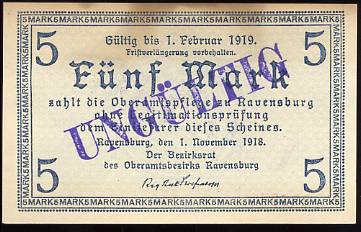 5MARK5MARK5MARK5MARK5MARK5MARK5MARK5MARK5
5 Gültig bis 1. Februar 1919. 5
Fristverlängerung vorbehalten.
Fünf Mark
zahlt die Oberamtspflege Ravensburg
ohne Legitimationsprüfung
dem Einlieferer dieses Scheines.
UNGÜLTIG
Ravensburg, den 1. November 1918.
Der Bezirksrat
5 des Oberamtsbezirks Ravensburg 5